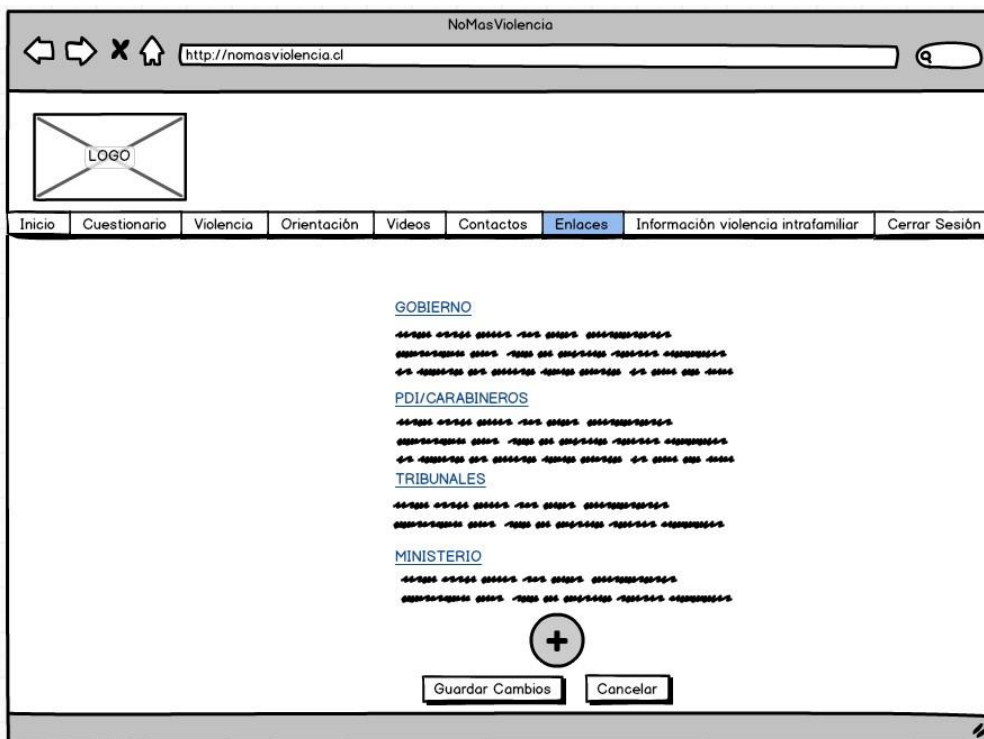 NoMasViolencia
http://nomasviolencia.cl
LOGO
Inicio Cuestionario Violencia Orientación Videos Contactos Enlaces Información violencia intrafamiliar Cerrar Sesión
GOBIERNO
PDI/CARABINEROS
TRIBUNALES
MINISTERIO
+
Guardar Cambios Cancelar